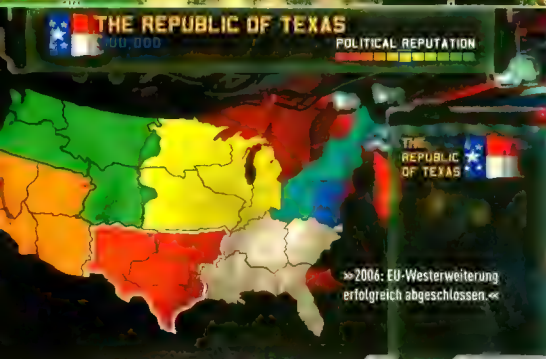 THE REPUBLIC OF TEXAS
POLITICAL REPUTATION
THE
REPUBLIC
OF TEXAS
»2006: EU-Westerweiterung
erfolgreich abgeschlossen.«